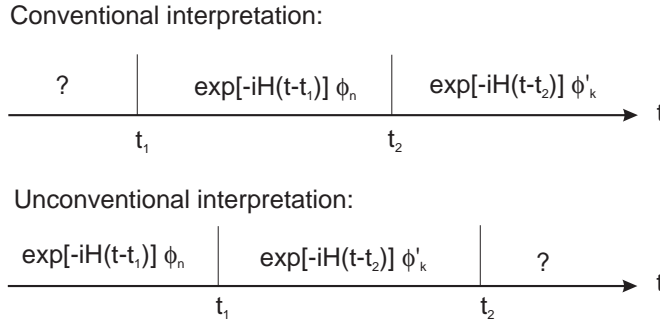 Conventional interpretation:
? exp[-iH(t-t₁)] ϕₙ exp[-iH(t-t₂)] ϕ'ₖ
t
t₁ t₂
Unconventional interpretation:
exp[-iH(t-t₁)] ϕₙ exp[-iH(t-t₂)] ϕ'ₖ ?
t
t₁ t₂